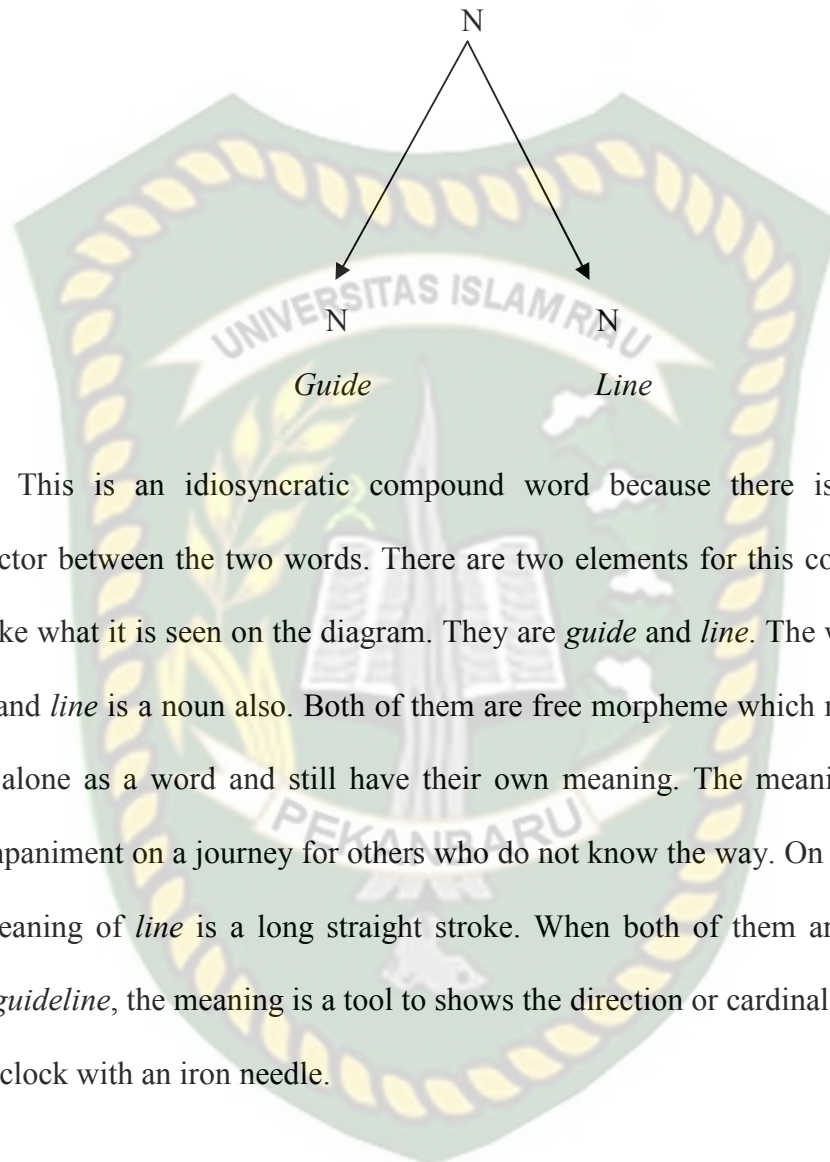 N
UNIVERSITAS ISLAM RIAU
N N
Guide Line
This is an idiosyncratic compound word because there is
ctor between the two words. There are two elements for this co
ke what it is seen on the diagram. They are guide and line. The
and line is a noun also. Both of them are free morpheme which
alone as a word and still have their own meaning. The meani
npaniment on a journey for others who do not know the way. On
eaning of line is a long straight stroke. When both of them ar
guideline, the meaning is a tool to shows the direction or cardinal
clock with an iron needle.
PEKANBARU